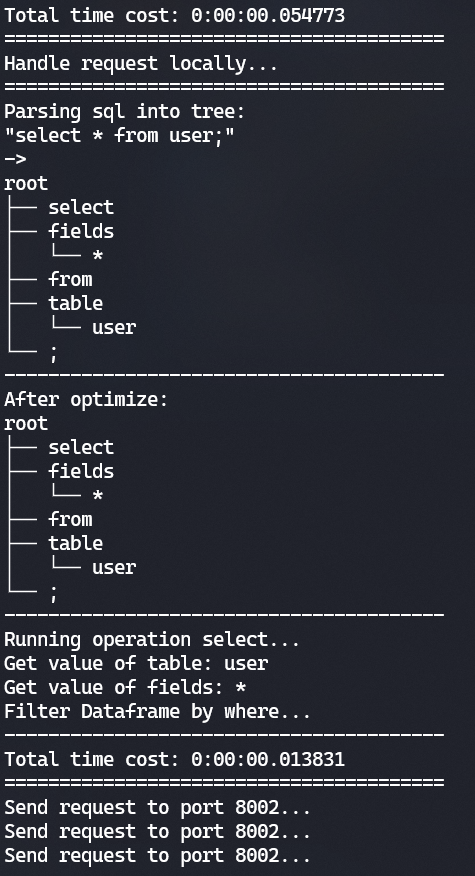 Total time cost: 0:00:00.054773
========================================
Handle request locally...
========================================
Parsing sql into tree:
"select * from user;"
->
root
├── select
├── fields
│   └── *
├── from
├── table
│   └── user
└── ;
----------------------------------------
After optimize:
root
├── select
├── fields
│   └── *
├── from
├── table
│   └── user
└── ;
----------------------------------------
Running operation select...
Get value of table: user
Get value of fields: *
Filter Dataframe by where...
----------------------------------------
Total time cost: 0:00:00.013831
========================================
Send request to port 8002...
Send request to port 8002...
Send request to port 8002...